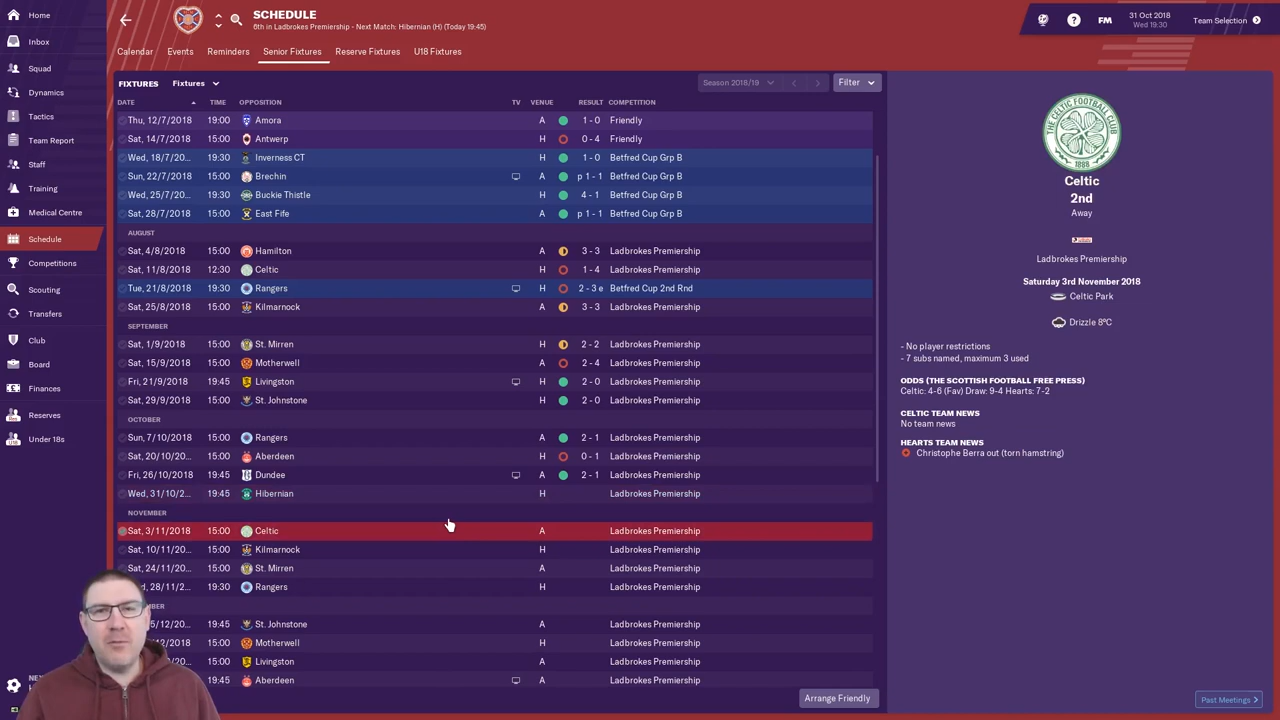 Home
Inbox
Squad
Dynamics
Tactics
Team Report
Staff
Training
Medical Centre
Schedule
Competitions
Scouting
Transfers
Club
Board
Finances
Reserves
Under 18s
SCHEDULE
6th in Ladbrokes Premiership - Next Match: Hibernian (H) (Today 19:45)
FM
31 Oct 2018
Wed 19:30
Team Selection
Calendar Events Reminders Senior Fixtures Reserve Fixtures U18 Fixtures
FIXTURES Fixtures Season 2018/19 Filter
DATE TIME OPPOSITION TV VENUE RESULT COMPETITION
Thu, 12/7/2018 19:00 Amora A 1 - 0 Friendly
Sat, 14/7/2018 15:00 Antwerp H 0 - 4 Friendly
Wed, 18/7/20... 19:30 Inverness CT H 1 - 0 Betfred Cup Grp B
Sun, 22/7/2018 15:00 Brechin A p 1 - 1 Betfred Cup Grp B
Wed, 25/7/20... 19:30 Buckie Thistle H 4 - 1 Betfred Cup Grp B
Sat, 28/7/2018 15:00 East Fife A p 1 - 1 Betfred Cup Grp B
AUGUST
Sat, 4/8/2018 15:00 Hamilton A 3 - 3 Ladbrokes Premiership
Sat, 11/8/2018 12:30 Celtic H 1 - 4 Ladbrokes Premiership
Tue, 21/8/2018 19:30 Rangers H 2 - 3 e Betfred Cup 2nd Rnd
Sat, 25/8/2018 15:00 Kilmarnock A 3 - 3 Ladbrokes Premiership
SEPTEMBER
Sat, 1/9/2018 15:00 St. Mirren H 2 - 2 Ladbrokes Premiership
Sat, 15/9/2018 15:00 Motherwell A 2 - 4 Ladbrokes Premiership
Fri, 21/9/2018 19:45 Livingston H 2 - 0 Ladbrokes Premiership
Sat, 29/9/2018 15:00 St. Johnstone H 2 - 0 Ladbrokes Premiership
OCTOBER
Sun, 7/10/2018 15:00 Rangers A 2 - 1 Ladbrokes Premiership
Sat, 20/10/20... 15:00 Aberdeen H 0 - 1 Ladbrokes Premiership
Fri, 26/10/2018 19:45 Dundee A 2 - 1 Ladbrokes Premiership
Wed, 31/10/2... 19:45 Hibernian H Ladbrokes Premiership
NOVEMBER
Sat, 3/11/2018 15:00 Celtic A Ladbrokes Premiership
Sat, 10/11/20... 15:00 Kilmarnock H Ladbrokes Premiership
Sat, 24/11/20... 15:00 St. Mirren A Ladbrokes Premiership
28/11/2... 19:30 Rangers H Ladbrokes Premiership
19:45 St. Johnstone A Ladbrokes Premiership
15:00 Motherwell H Ladbrokes Premiership
15:00 Livingston A Ladbrokes Premiership
19:45 Aberdeen A Ladbrokes Premiership
Arrange Friendly
THE CELTIC FOOTBALL CLUB
1888
Celtic
2nd
Away
Ladbrokes Premiership
Saturday 3rd November 2018
Celtic Park
Drizzle 8ºC
- No player restrictions
- 7 subs named, maximum 3 used
ODDS (THE SCOTTISH FOOTBALL FREE PRESS)
Celtic: 4-6 (Fav) Draw: 9-4 Hearts: 7-2
CELTIC TEAM NEWS
No team news
HEARTS TEAM NEWS
Christophe Berra out (torn hamstring)
Past Meetings